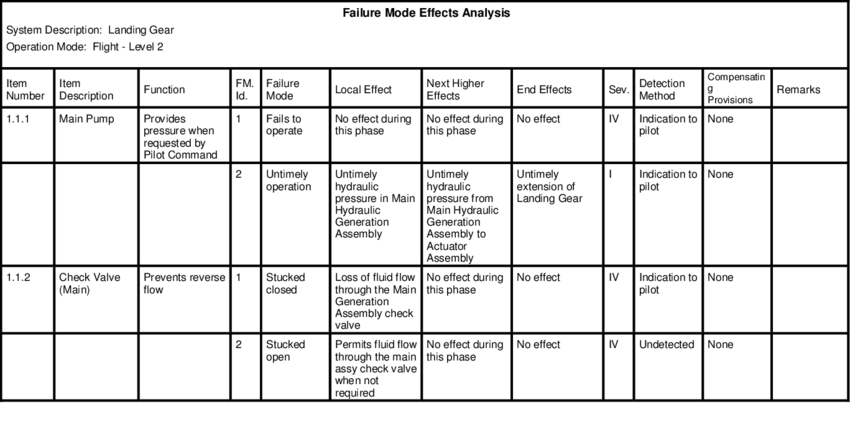 Failure Mode Effects Analysis
System Description: Landing Gear
Operation Mode: Flight - Level 2
Item
Number
Item
Description
Function
FM.
Id.
Failure
Mode
Local Effect
Next Higher
Effects
End Effects
Sev.
Detection
Method
Compensatin
g
Provisions
Remarks
1.1.1
Main Pump
Provides
pressure when
requested by
Pilot Command
1
Fails to
operate
No effect during
this phase
No effect during
this phase
No effect
IV
Indication to
pilot
None
2
Untimely
operation
Untimely
hydraulic
pressure in Main
Hydraulic
Generation
Assembly
Untimely
hydraulic
pressure from
Main Hydraulic
Generation
Assembly to
Actuator
Assembly
Untimely
extension of
Landing Gear
I
Indication to
pilot
None
1.1.2
Check Valve
(Main)
Prevents reverse
flow
1
Stucked
closed
Loss of fluid flow
through the Main
Generation
Assembly check
valve
No effect during
this phase
No effect
IV
Indication to
pilot
None
2
Stucked
open
Permits fluid flow
through the main
assy check valve
when not
required
No effect during
this phase
No effect
IV
Undetected
None